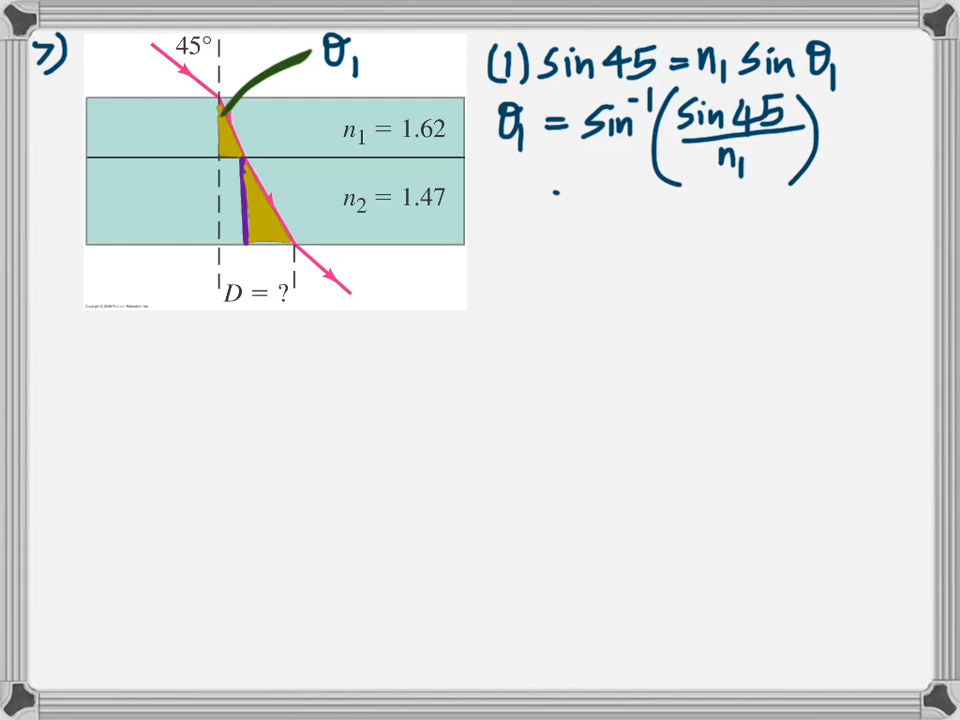 7)
45°
θ₁
n₁ = 1.62
n₂ = 1.47
D = ?
(1) sin 45 = n₁ sin θ₁
θ₁ = sin⁻¹ (sin 45 / n₁)